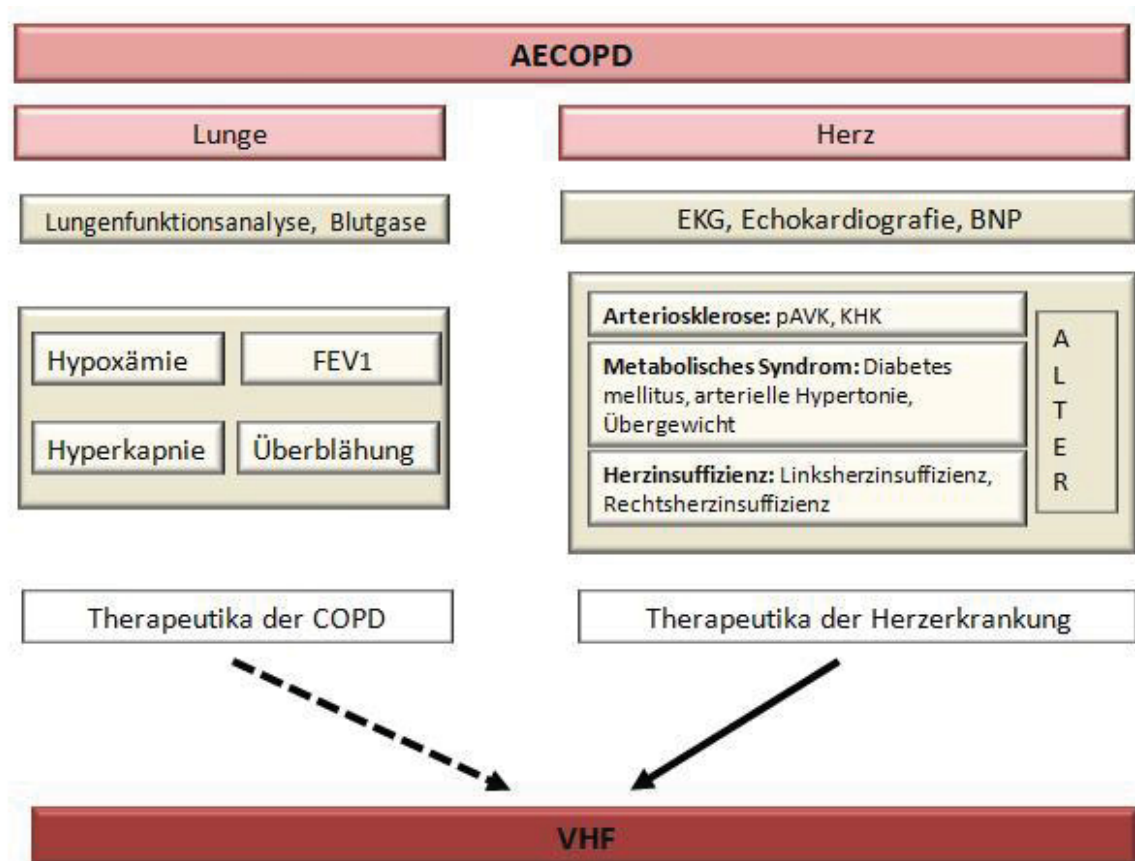 AECOPD
Lunge
Herz
Lungenfunktionsanalyse, Blutgase
EKG, Echokardiografie, BNP
Hypoxämie
FEV1
Hyperkapnie
Überblähung
Arteriosklerose: pAVK, KHK
Metabolisches Syndrom: Diabetes
mellitus, arterielle Hypertonie,
Übergewicht
Herzinsuffizienz: Linksherzinsuffizienz,
Rechtsherzinsuffizienz
A
L
T
E
R
Therapeutika der COPD
Therapeutika der Herzerkrankung
VHF